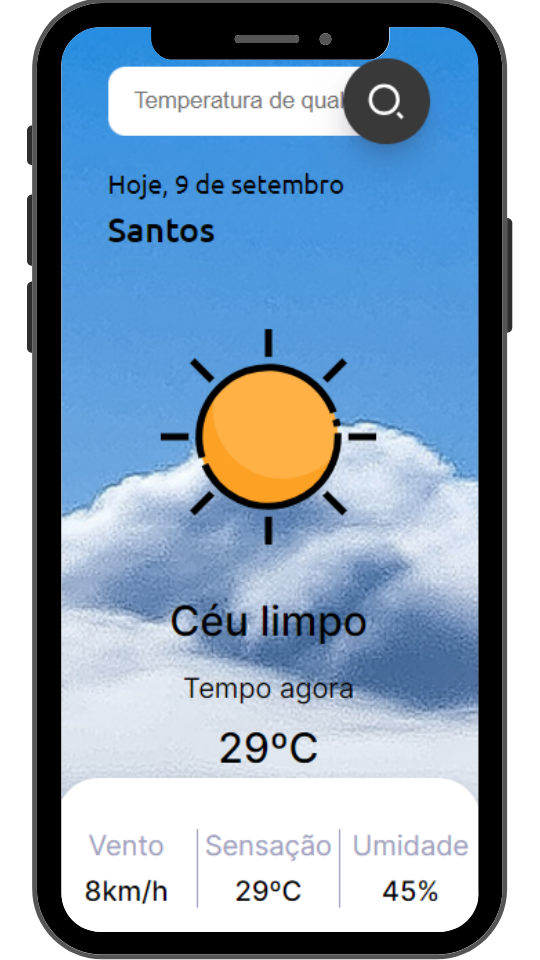 Temperatura de qual
Hoje, 9 de setembro
Santos
Céu limpo
Tempo agora
29ºC
Vento Sensação Umidade
8km/h 29ºC 45%